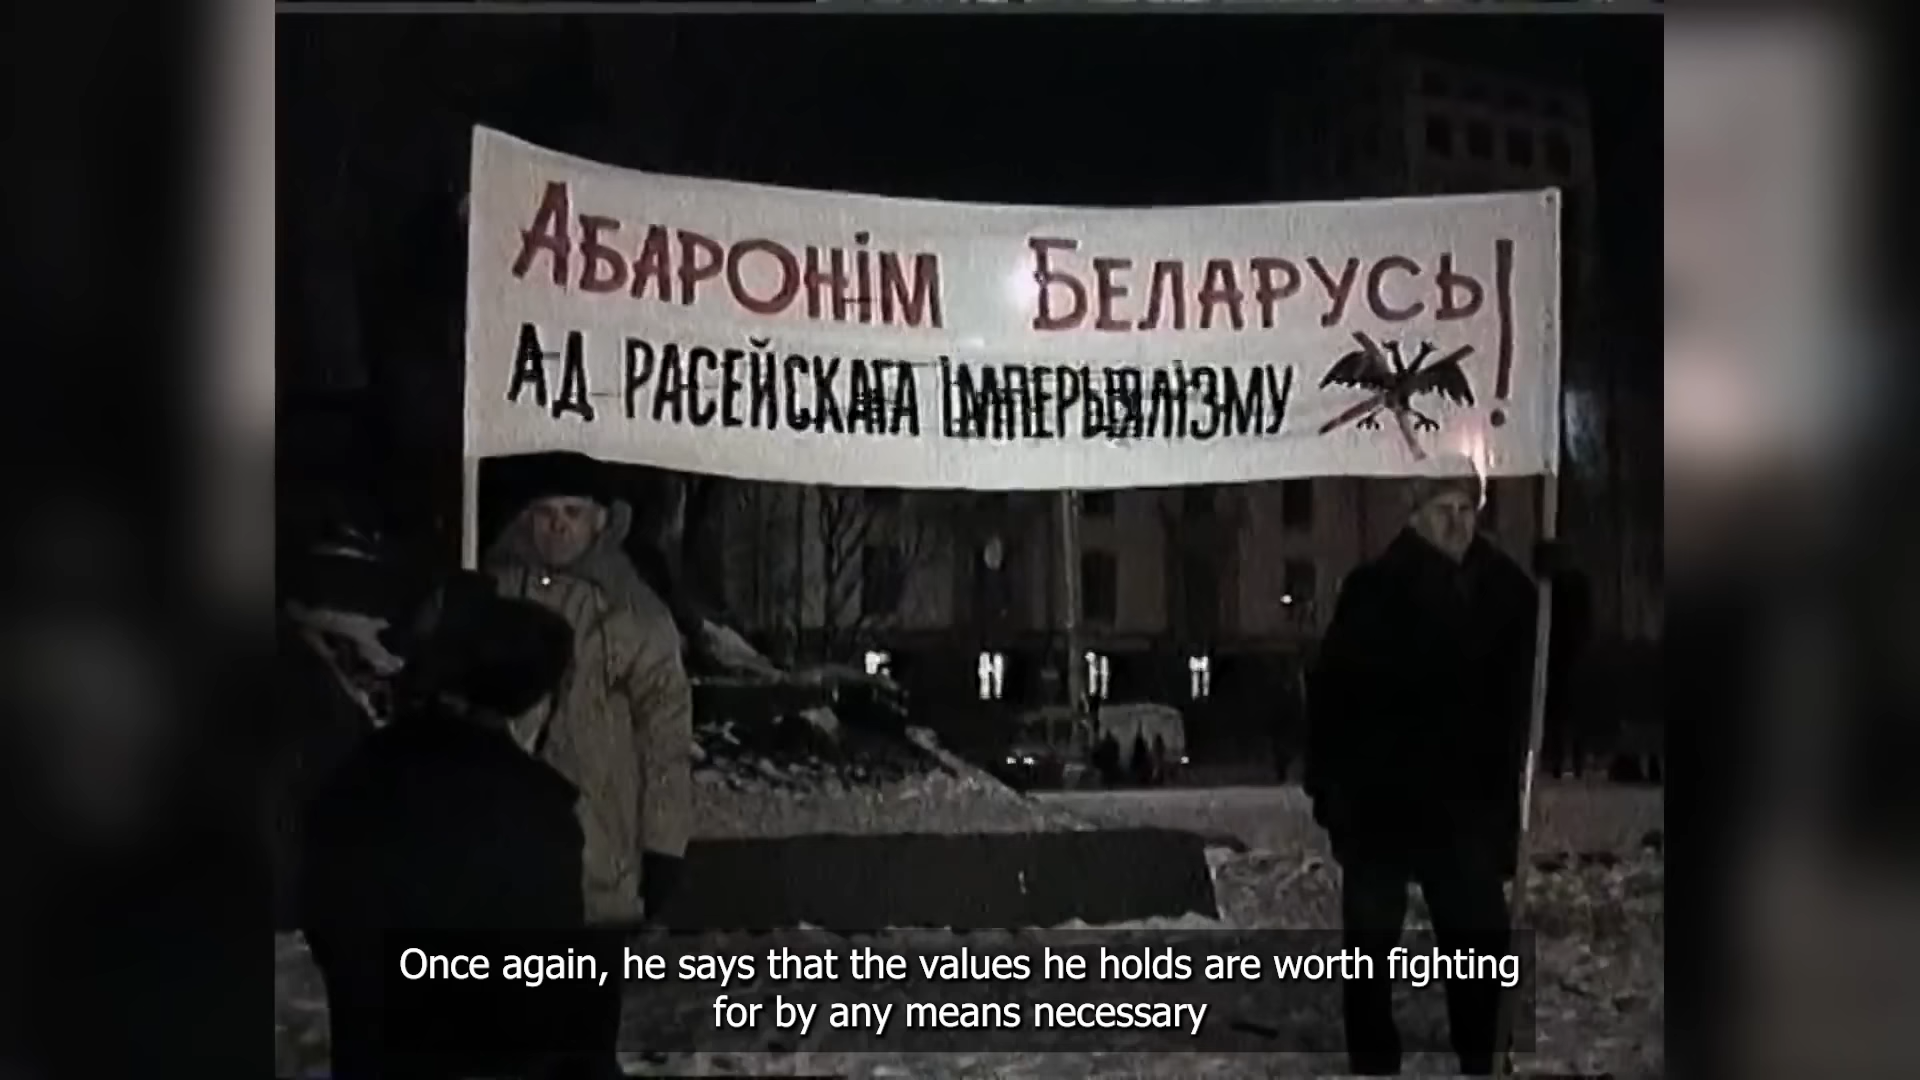 АБАРОНІМ БЕЛАРУСЬ!
АД РАСЕЙСКАГА ІМПЕРЫЯЛІЗМУ
Once again, he says that the values he holds are worth fighting
for by any means necessary